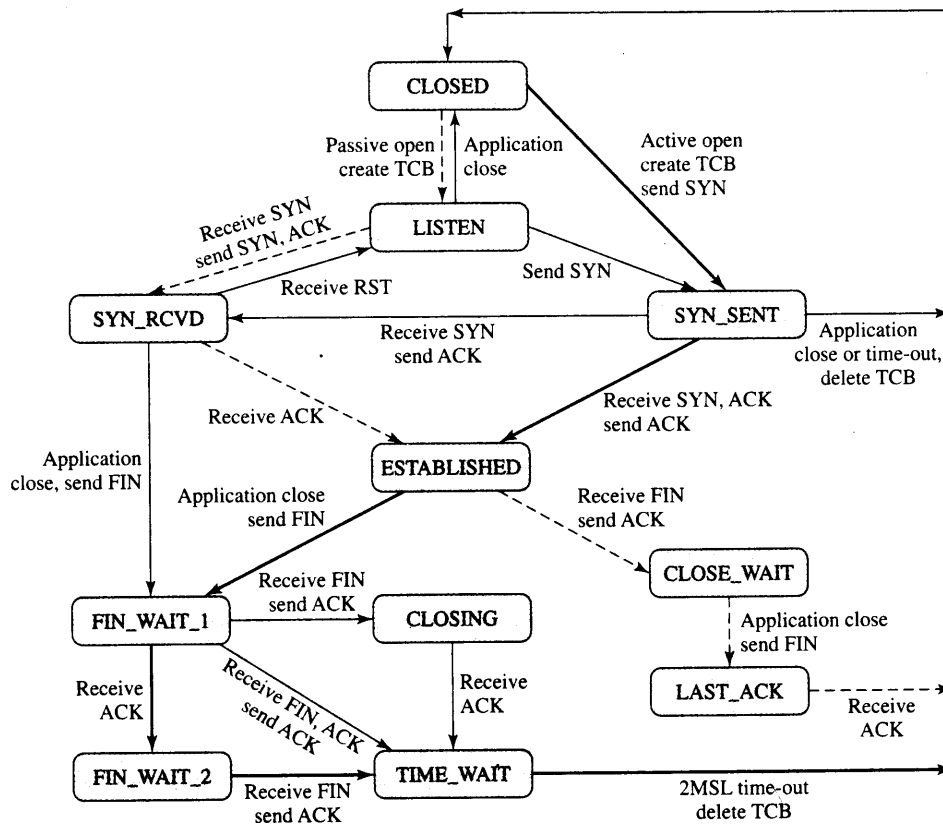 CLOSED
Passive open
create TCB
Application
close
Active open
create TCB
send SYN
LISTEN
Receive SYN
send SYN, ACK
Receive RST
Send SYN
SYN_RCVD
SYN_SENT
Receive SYN
send ACK
Application
close or time-out,
delete TCB
Receive ACK
Receive SYN, ACK
send ACK
ESTABLISHED
Application
close, send FIN
Application close
send FIN
Receive FIN
send ACK
CLOSE_WAIT
FIN_WAIT_1
Receive FIN
send ACK
CLOSING
Application close
send FIN
Receive
ACK
Receive FIN, ACK
send ACK
Receive
ACK
LAST_ACK
Receive
ACK
FIN_WAIT_2
Receive FIN
send ACK
TIME_WAIT
2MSL time-out
delete TCB